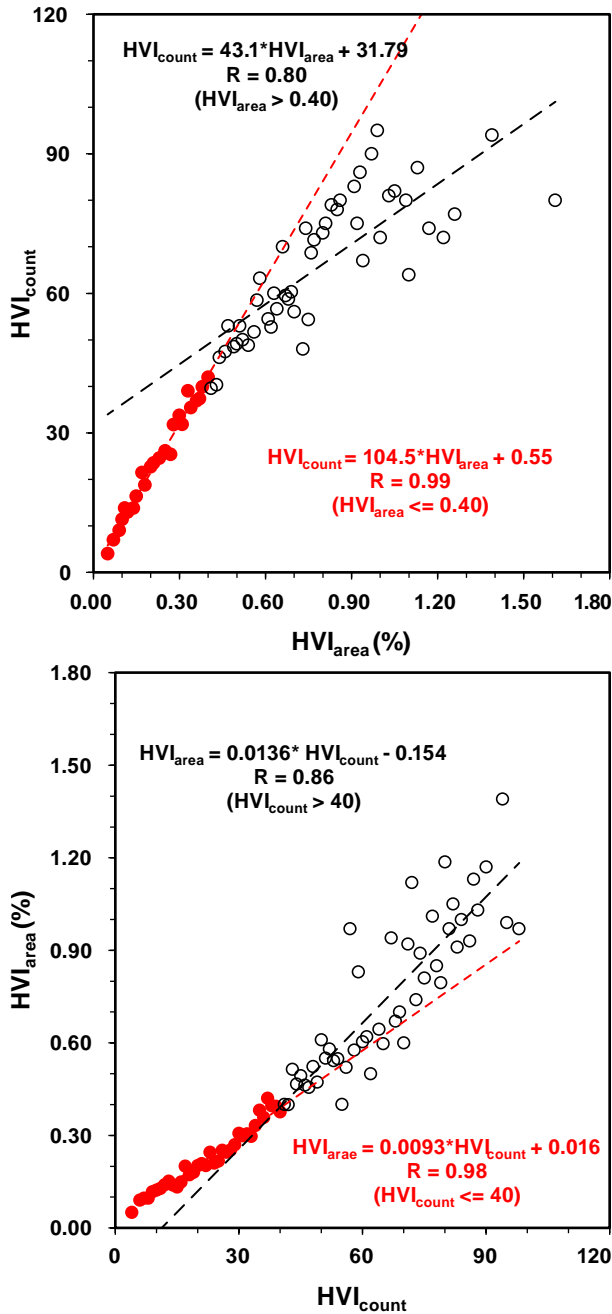 120
HVIcount = 43.1*HVIarea + 31.79
R = 0.80
(HVIarea > 0.40)
90
HVIcount
60
30
HVIcount = 104.5*HVIarea + 0.55
R = 0.99
(HVIarea <= 0.40)
0
0.00 0.30 0.60 0.90 1.20 1.50 1.80
HVIarea (%)
1.80
HVIarea = 0.0136* HVIcount - 0.154
R = 0.86
(HVIcount > 40)
1.50
1.20
HVIarea (%)
0.90
0.60
0.30
HVIarae = 0.0093*HVIcount + 0.016
R = 0.98
(HVIcount <= 40)
0.00
0 30 60 90 120
HVIcount